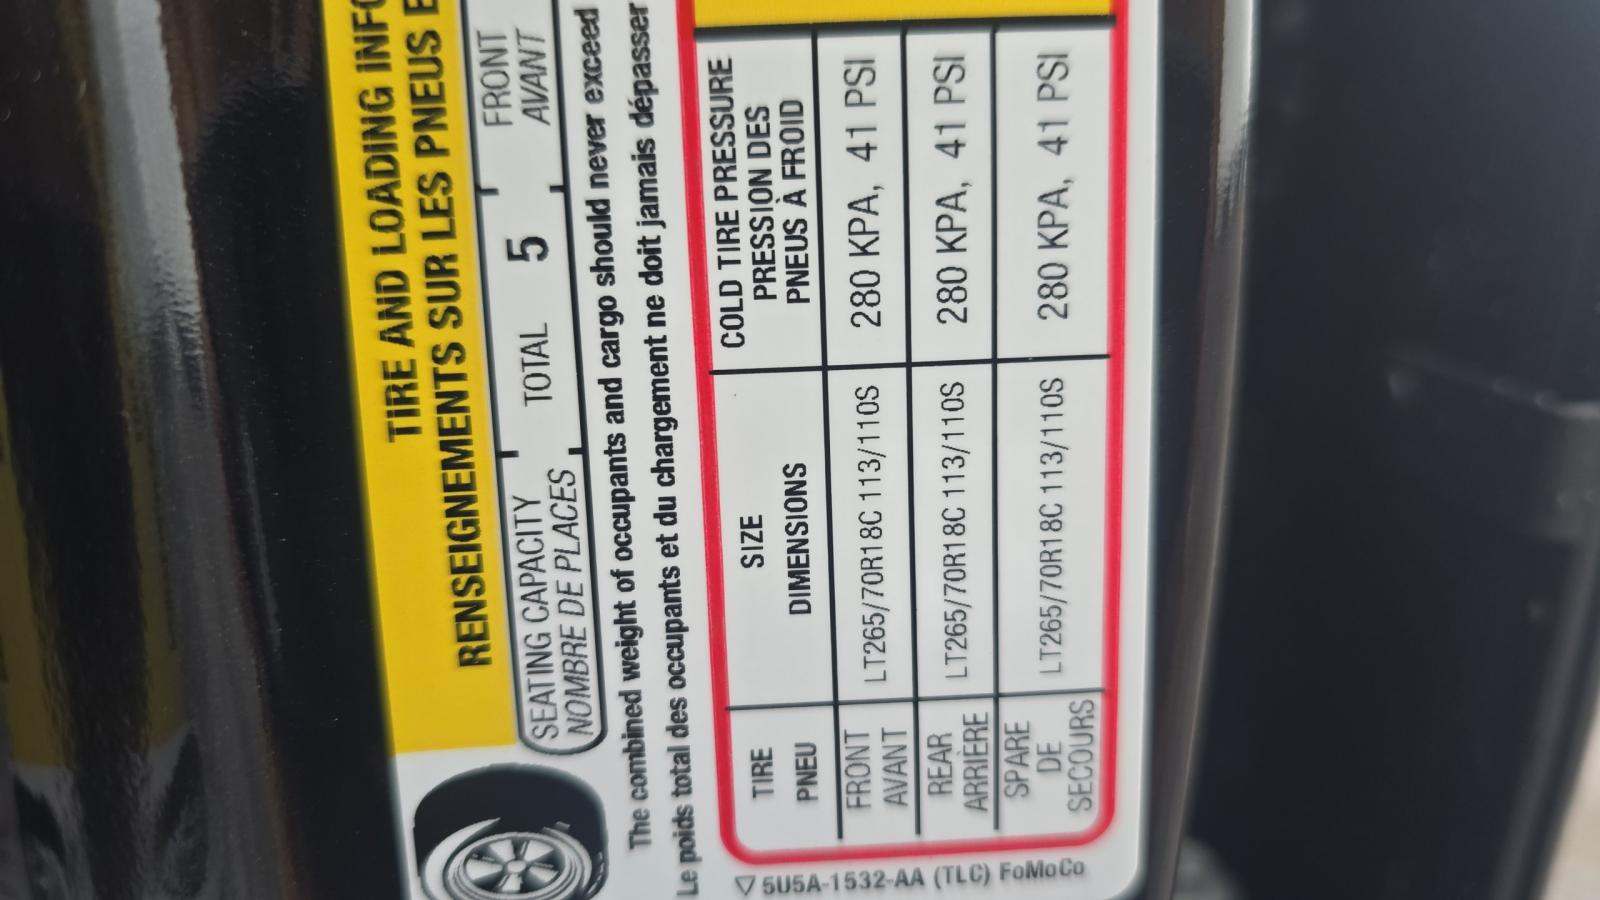 TIRE AND LOADING
RENSEIGNEMENTS SUR LES PNEUS
SEATING CAPACITY TOTAL 5 FRONT
NOMBRE DE PLACES AVANT
The combined weight of occupants and cargo should never exceed
Le poids total des occupants et du chargement ne doit jamais dépasser
TIRE SIZE COLD TIRE PRESSURE
PNEU DIMENSIONS PRESSION DES
PNEUS À FROID
FRONT LT265/70R18C 113/110S 280 KPA, 41 PSI
AVANT
REAR LT265/70R18C 113/110S 280 KPA, 41 PSI
ARRIÈRE
SPARE LT265/70R18C 113/110S 280 KPA, 41 PSI
DE
SECOURS
▽ 5U5A-1532-AA (TLC) FoMoCo